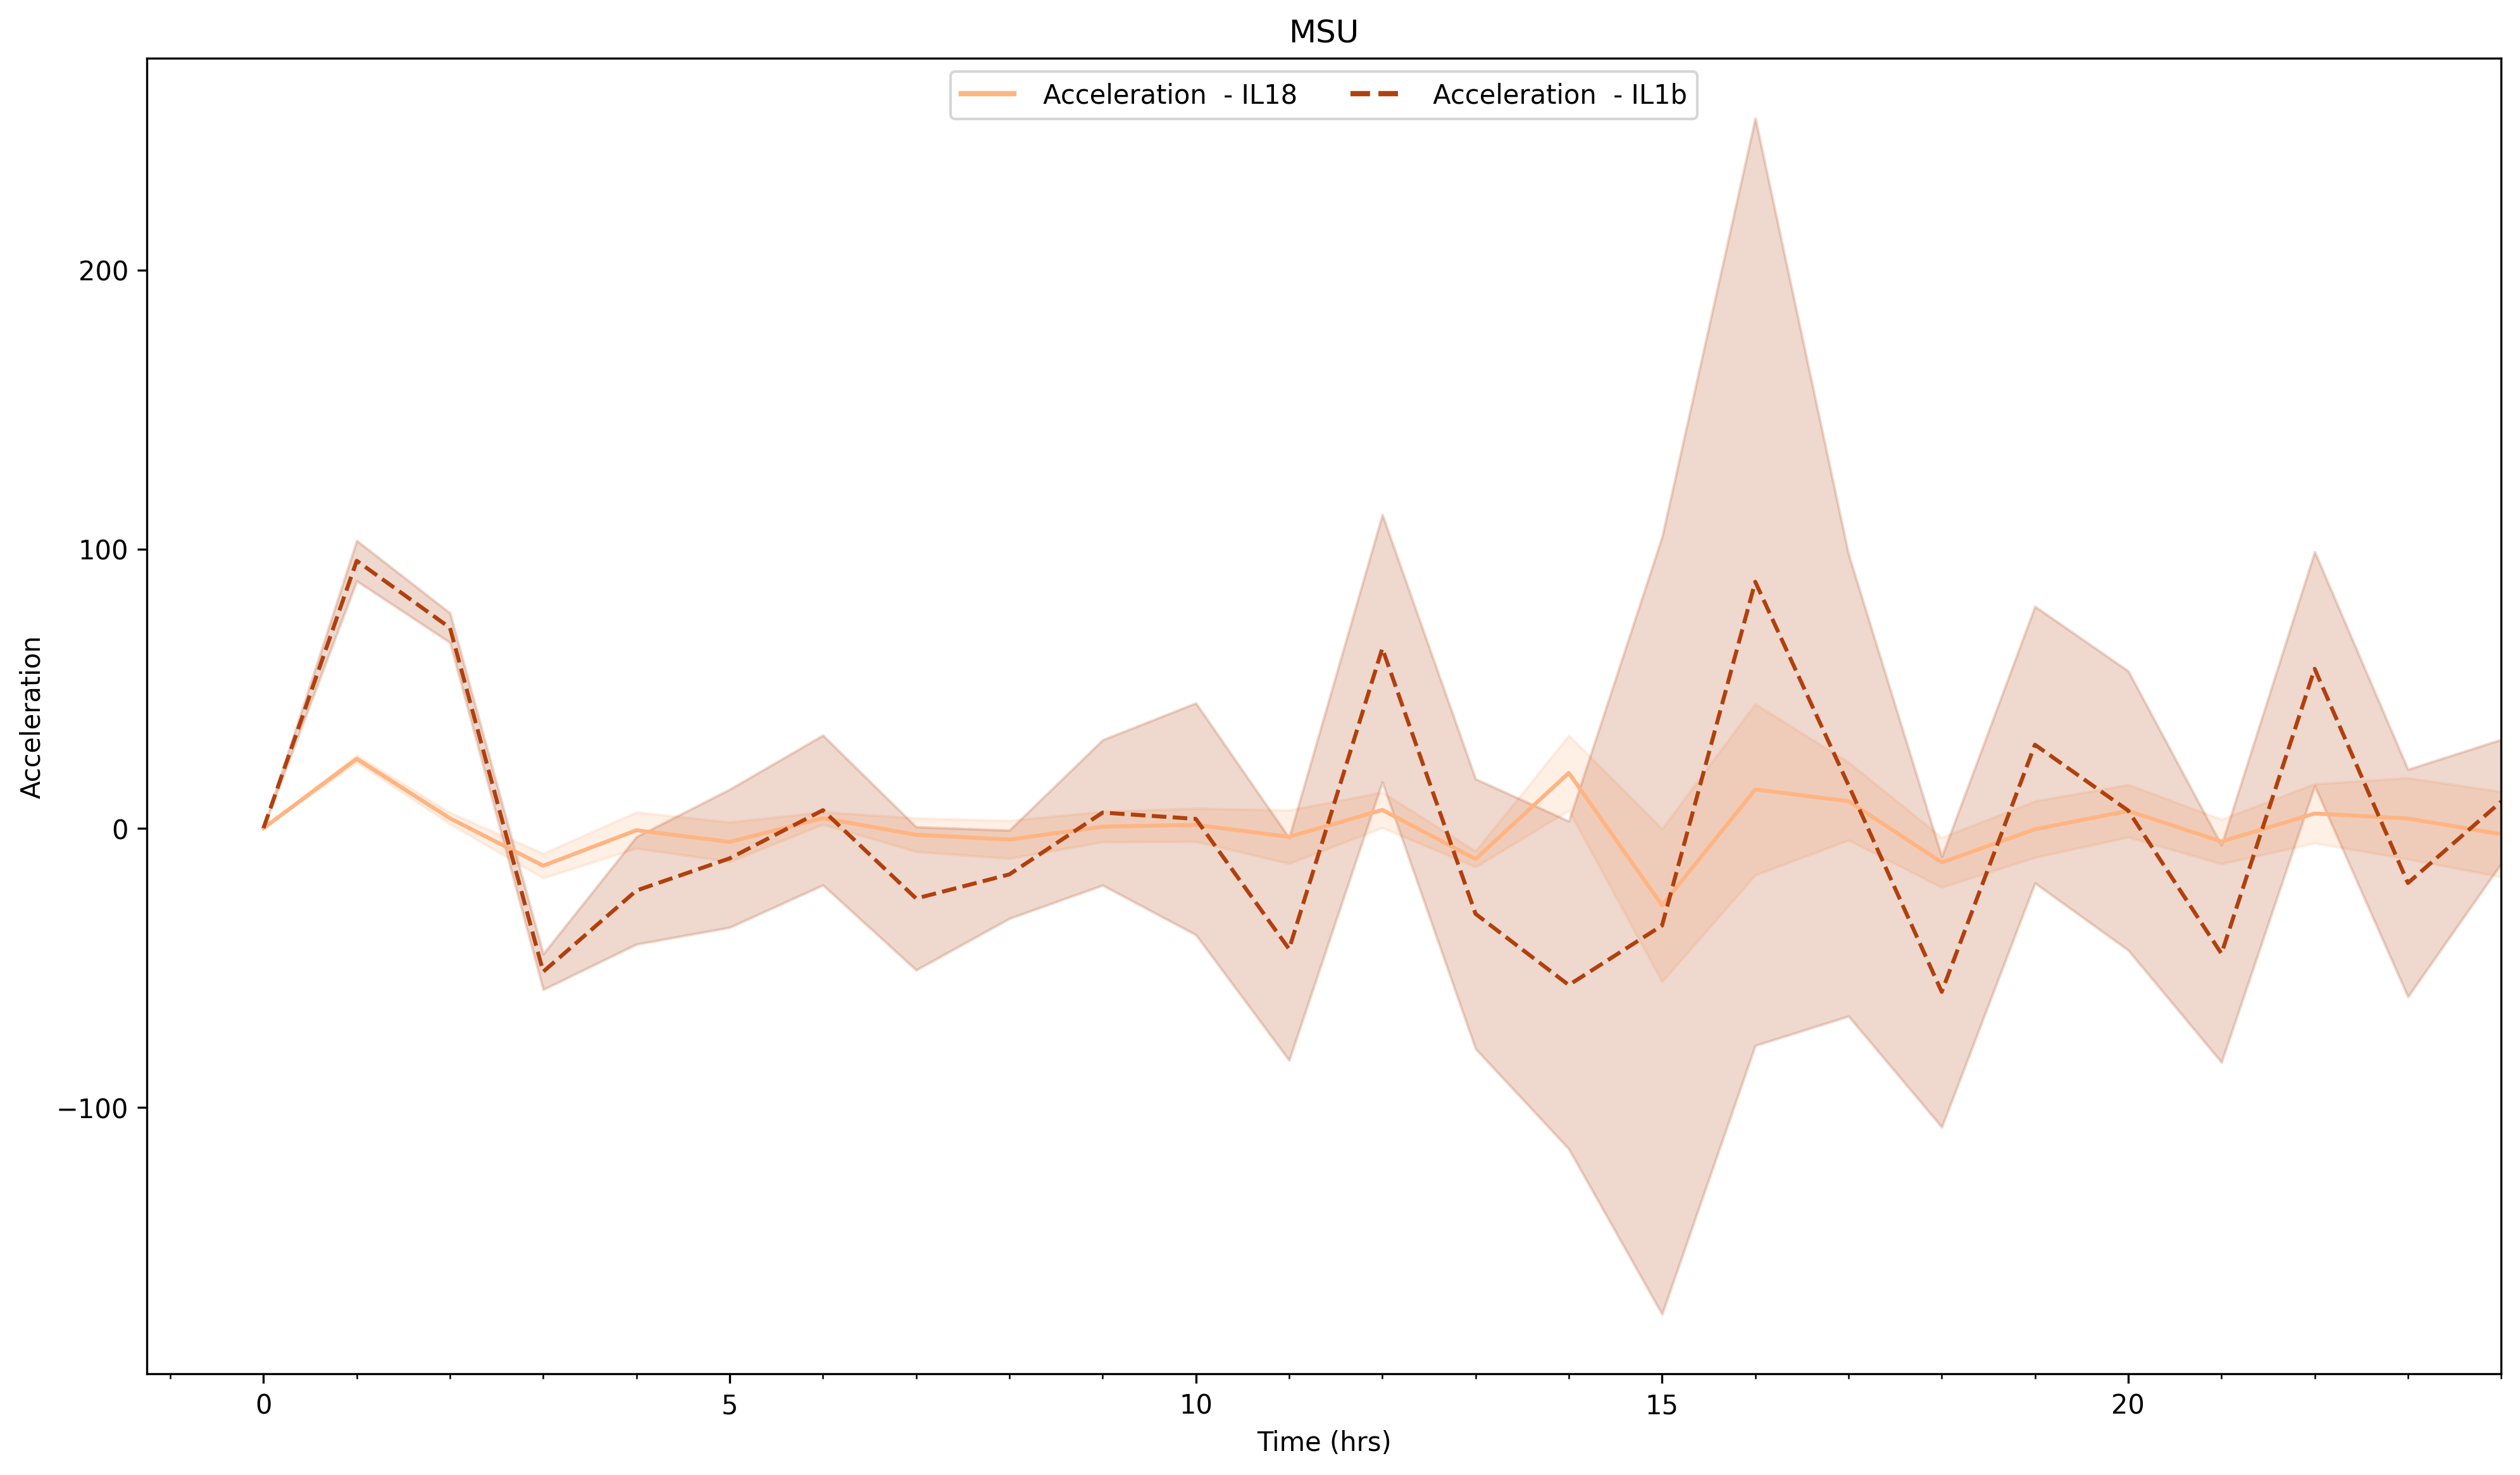 MSU
Acceleration - IL18
Acceleration - IL1b
200
100
0
−100
Acceleration
0 5 10 15 20
Time (hrs)